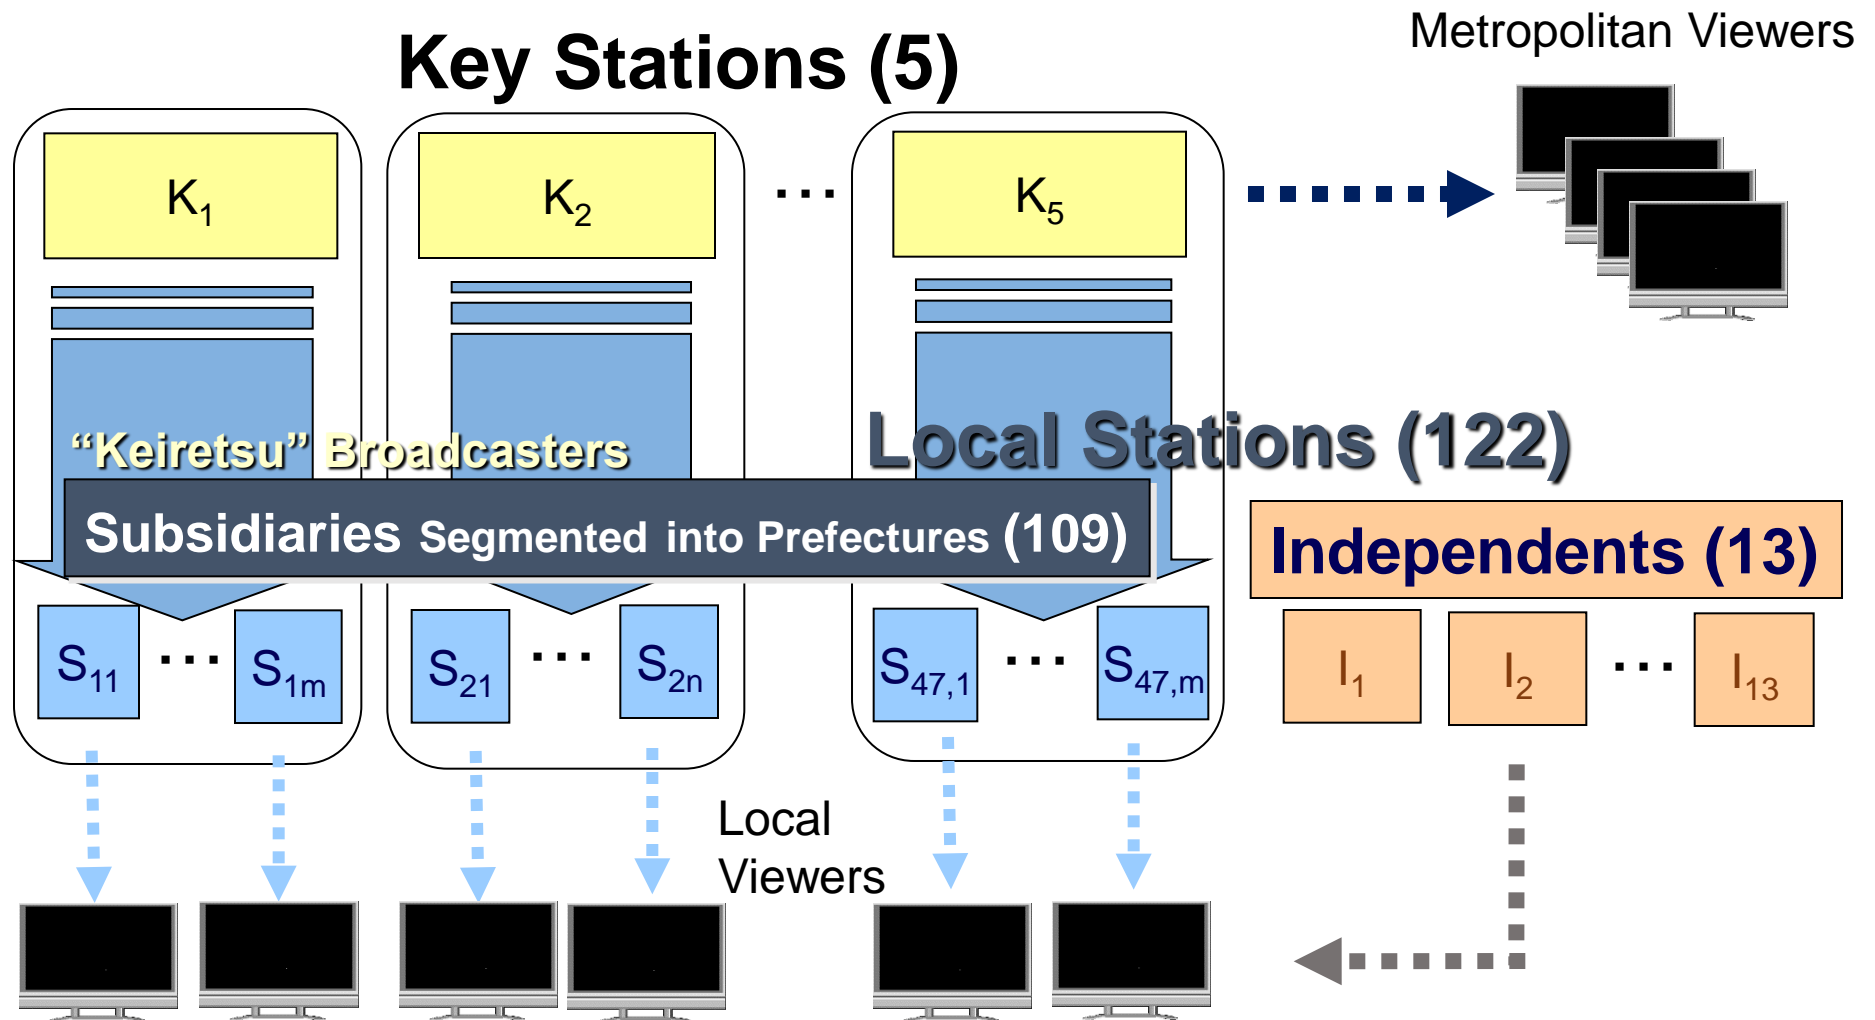 Metropolitan Viewers
Key Stations (5)
K1
K2
...
K5
“Keiretsu” Broadcasters
Local Stations (122)
Subsidiaries Segmented into Prefectures (109)
Independents (13)
S11
...
S1m
S21
...
S2n
S47,1
...
S47,m
I1
I2
...
I13
Local
Viewers